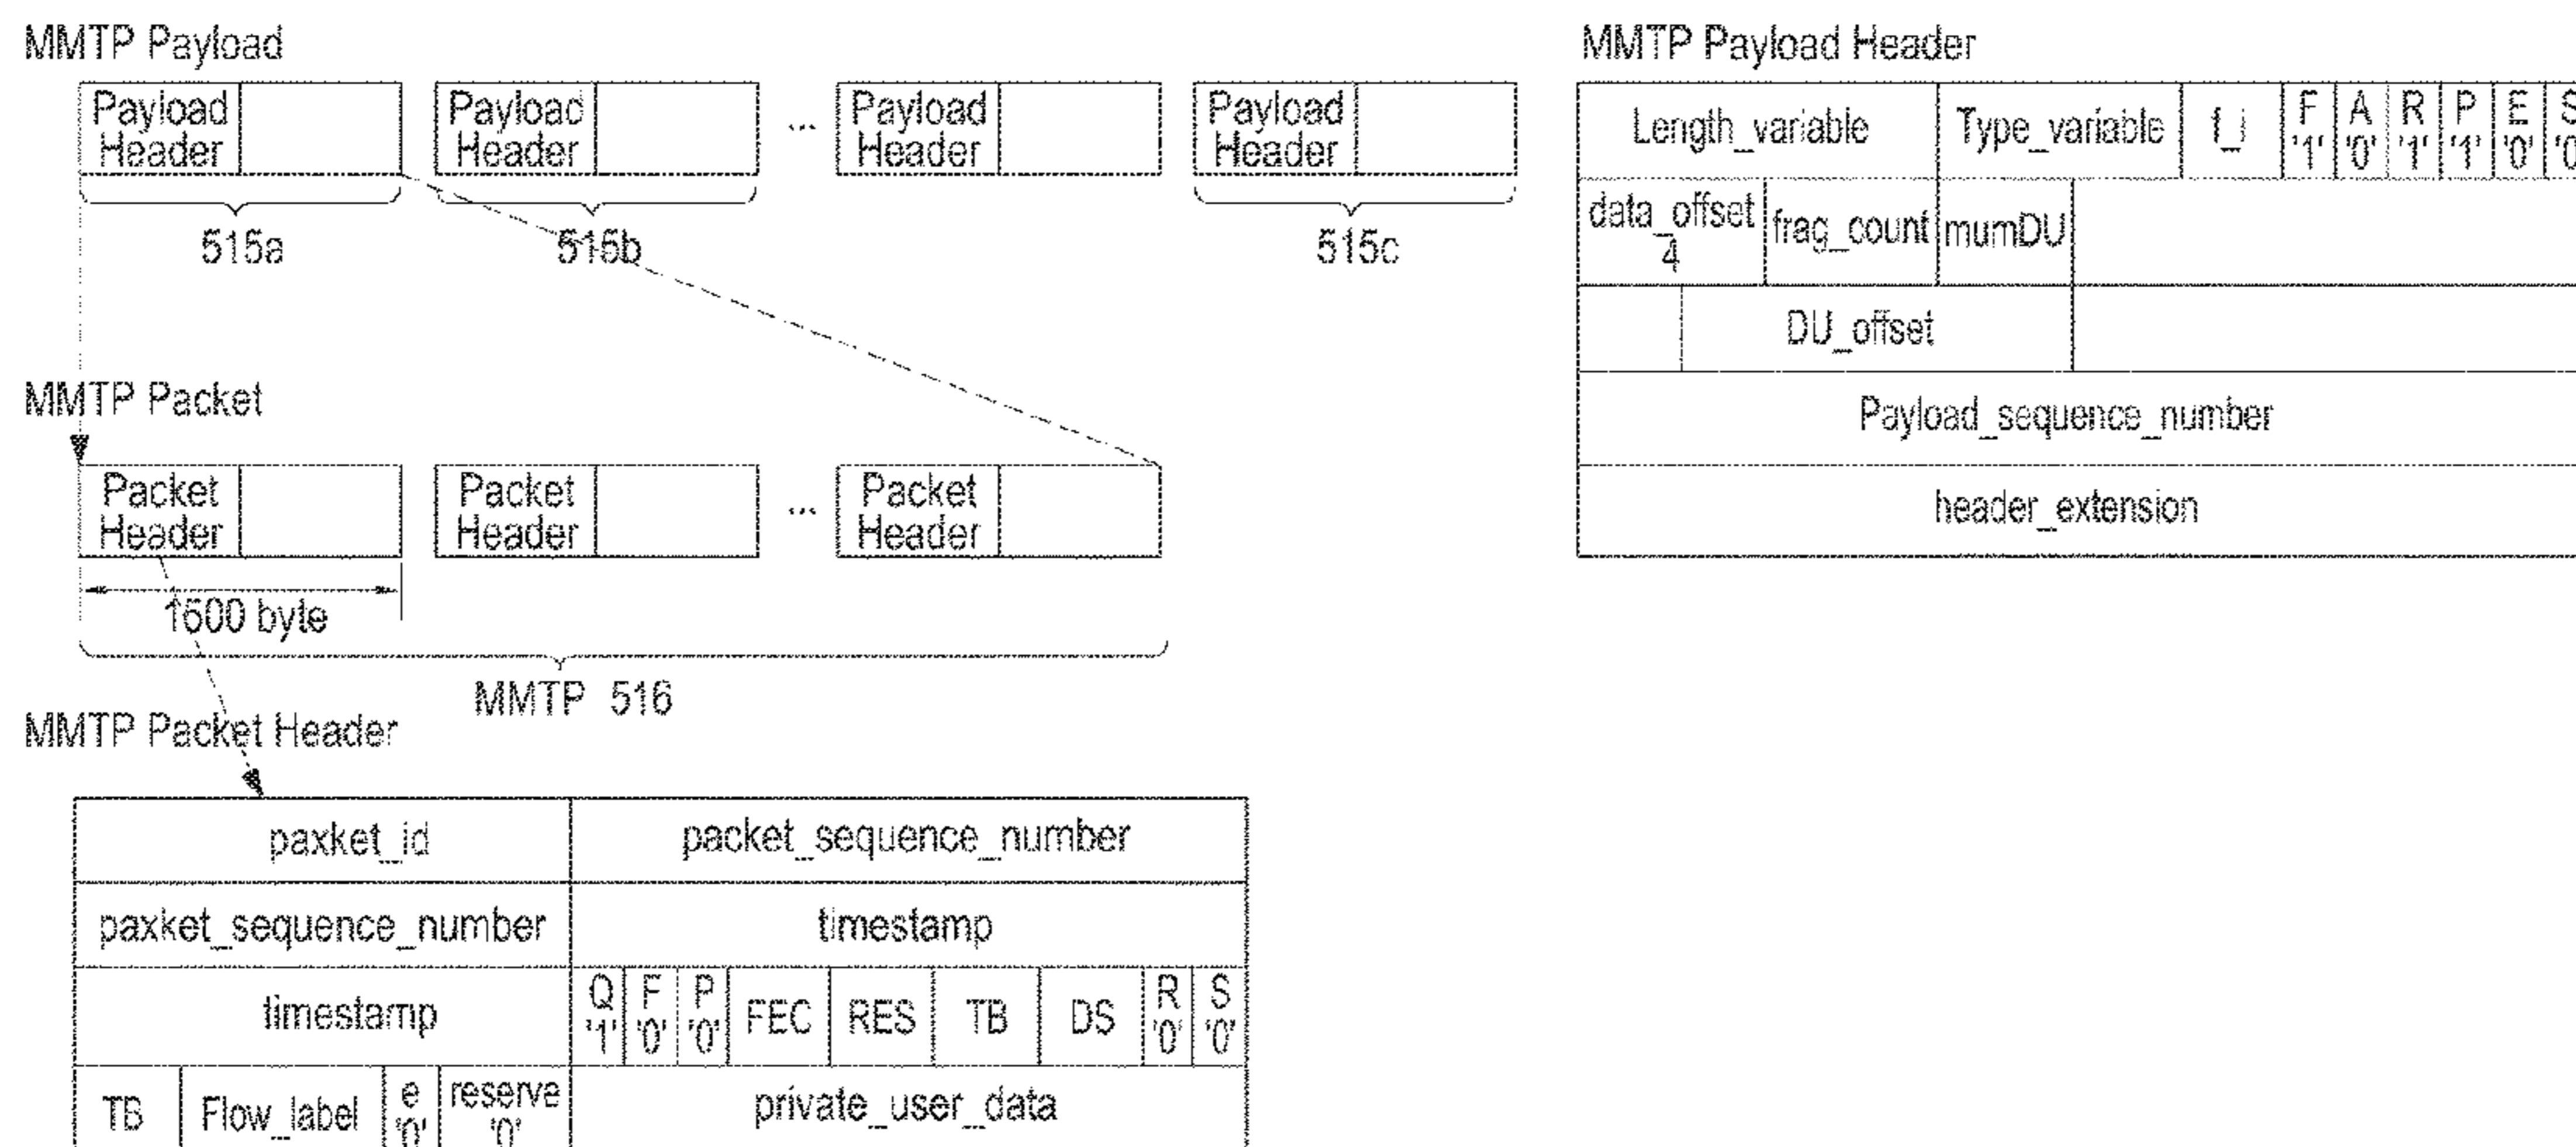 MMTP Payload
Payload Header
Payload Header
...
Payload Header
Payload Header
515a
515b
515c
MMTP Packet
Packet Header
Packet Header
...
Packet Header
1500 byte
MMTP 516
MMTP Packet Header
paxket_id
packet_sequence_number
paxket_sequence_number
timestamp
timestamp
Q '1'
F '0'
P '0'
FEC
RES
TB
DS
R '0'
S '0'
TB
Flow_label
e '0'
reserve '0'
private_user_data
MMTP Payload Header
Length_variable
Type_variable
f_i
F '1'
A '0'
R '1'
P '1'
E '0'
S '0'
data_offset 4
frag_count
mumDU
DU_offset
Payload_sequence_number
header_extension